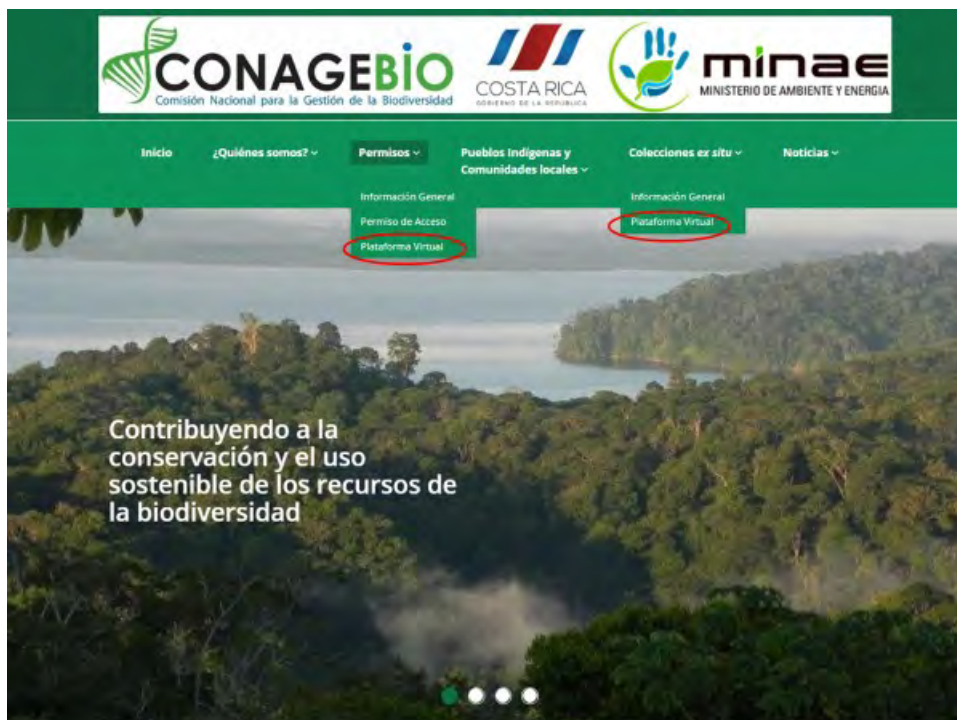 CONAGEBIO
Comisión Nacional para la Gestión de la Biodiversidad
COSTA RICA
GOBIERNO DE LA REPÚBLICA
minae
MINISTERIO DE AMBIENTE Y ENERGIA
Inicio
¿Quiénes somos?
Permisos
Pueblos Indígenas y
Comunidades locales
Colecciones ex situ
Noticias
Información General
Permiso de Acceso
Plataforma Virtual
Información General
Plataforma Virtual
Contribuyendo a la
conservación y el uso
sostenible de los recursos de
la biodiversidad